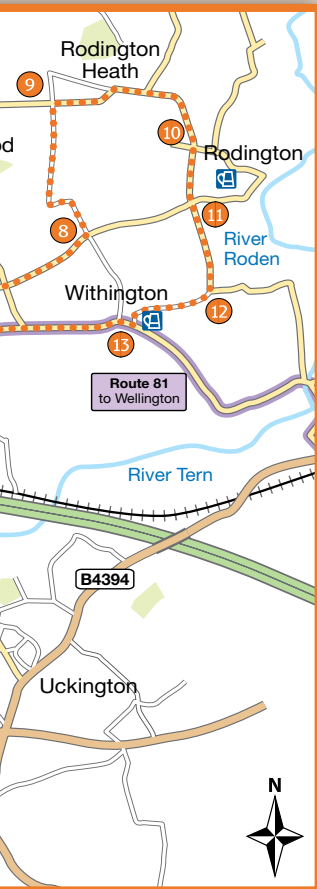 Rodington
Heath
9
10
od
Rodington
8
11
River
Roden
Withington
12
13
Route 81
to Wellington
River Tern
B4394
Uckington
N